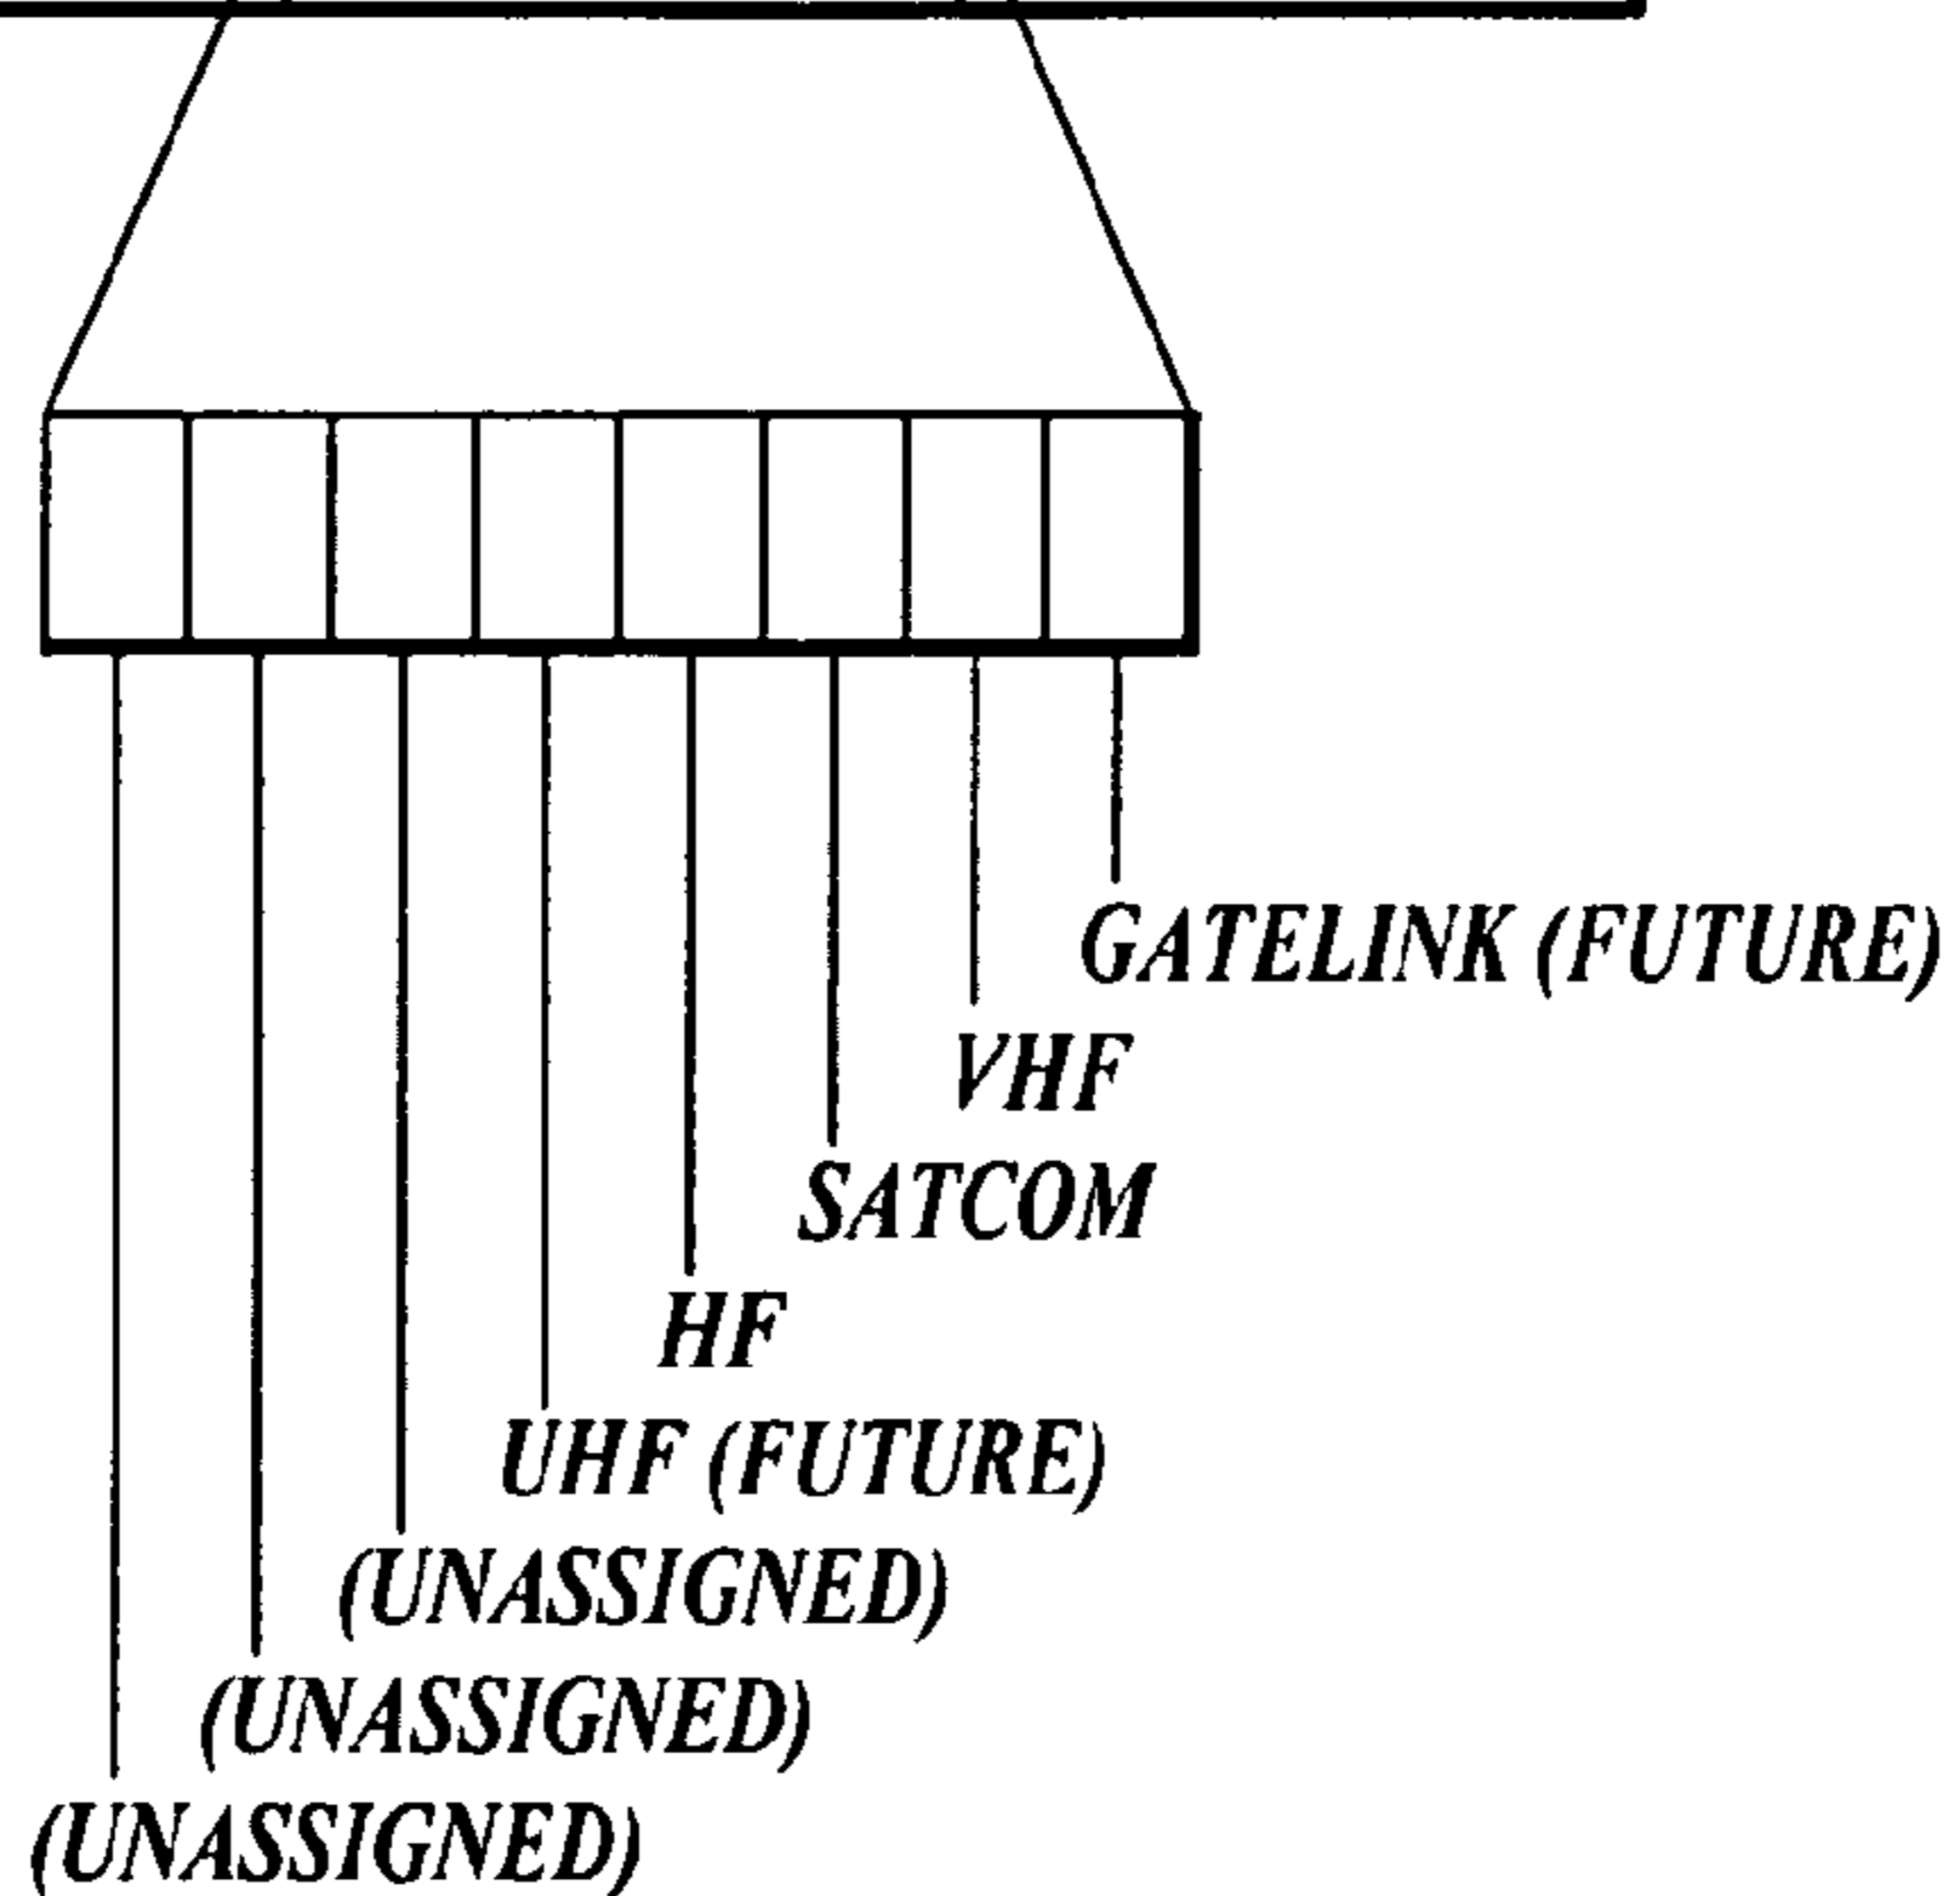 GATELINK (FUTURE)
VHF
SATCOM
HF
UHF (FUTURE)
(UNASSIGNED)
(UNASSIGNED)
(UNASSIGNED)